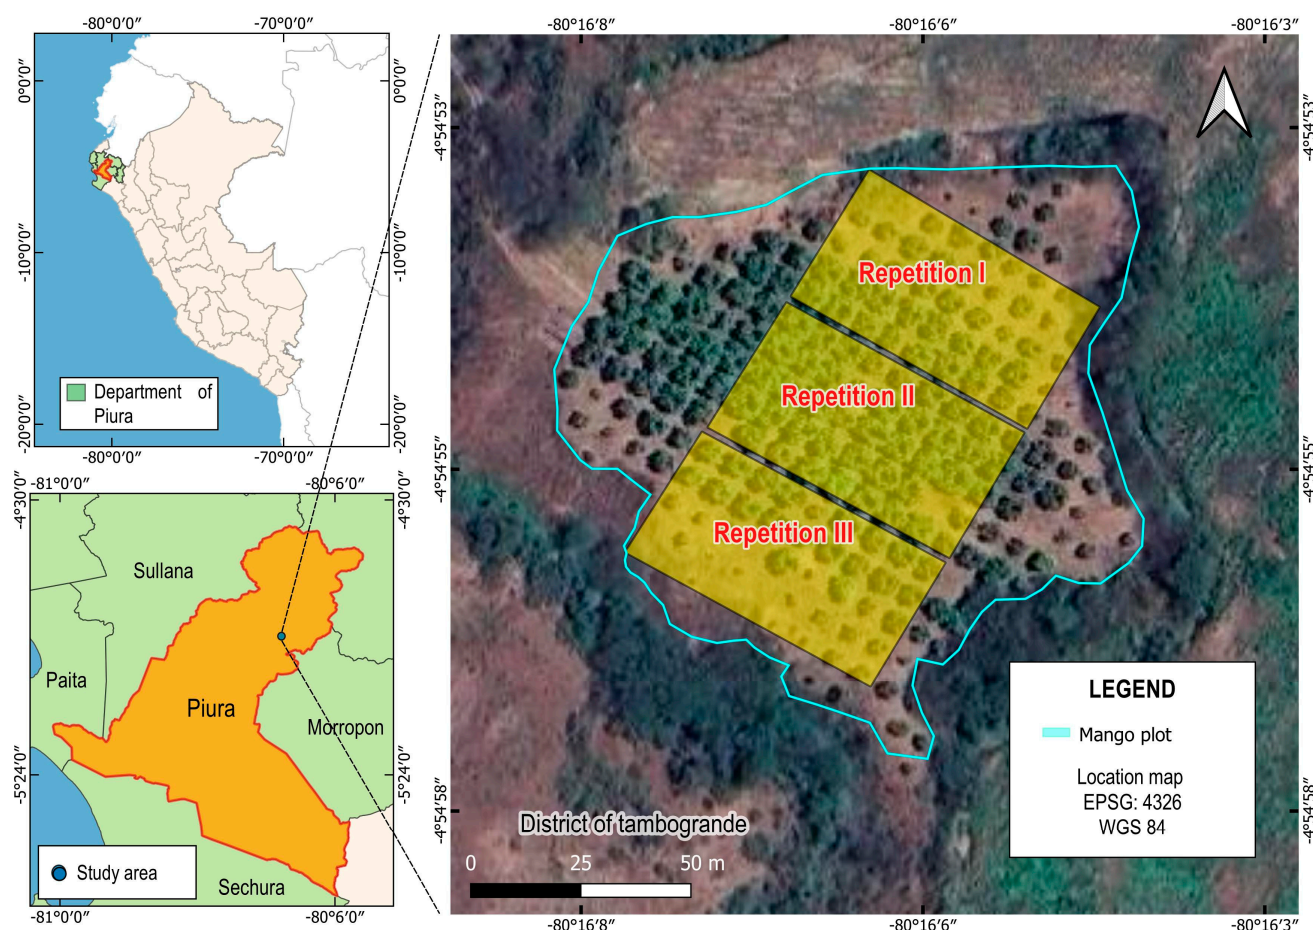 -80°0′0″ -70°0′0″
0°0′0″ 0°0′0″
-10°0′0″ -10°0′0″
-20°0′0″ -20°0′0″
Department of
Piura
-80°0′0″ -70°0′0″
-81°0′0″ -80°6′0″
-4°30′0″ -4°30′0″
Sullana
Paita
Piura
Morropon
-5°24′0″ -5°24′0″
Study area
Sechura
-81°0′0″ -80°6′0″
-80°16′8″ -80°16′6″ -80°16′3″
-4°54′53″ -4°54′53″
Repetition I
Repetition II
-4°54′55″ -4°54′55″
Repetition III
LEGEND
Mango plot
Location map
EPSG: 4326
WGS 84
-4°54′58″ -4°54′58″
District of tambogrande
0 25 50 m
-80°16′8″ -80°16′6″ -80°16′3″